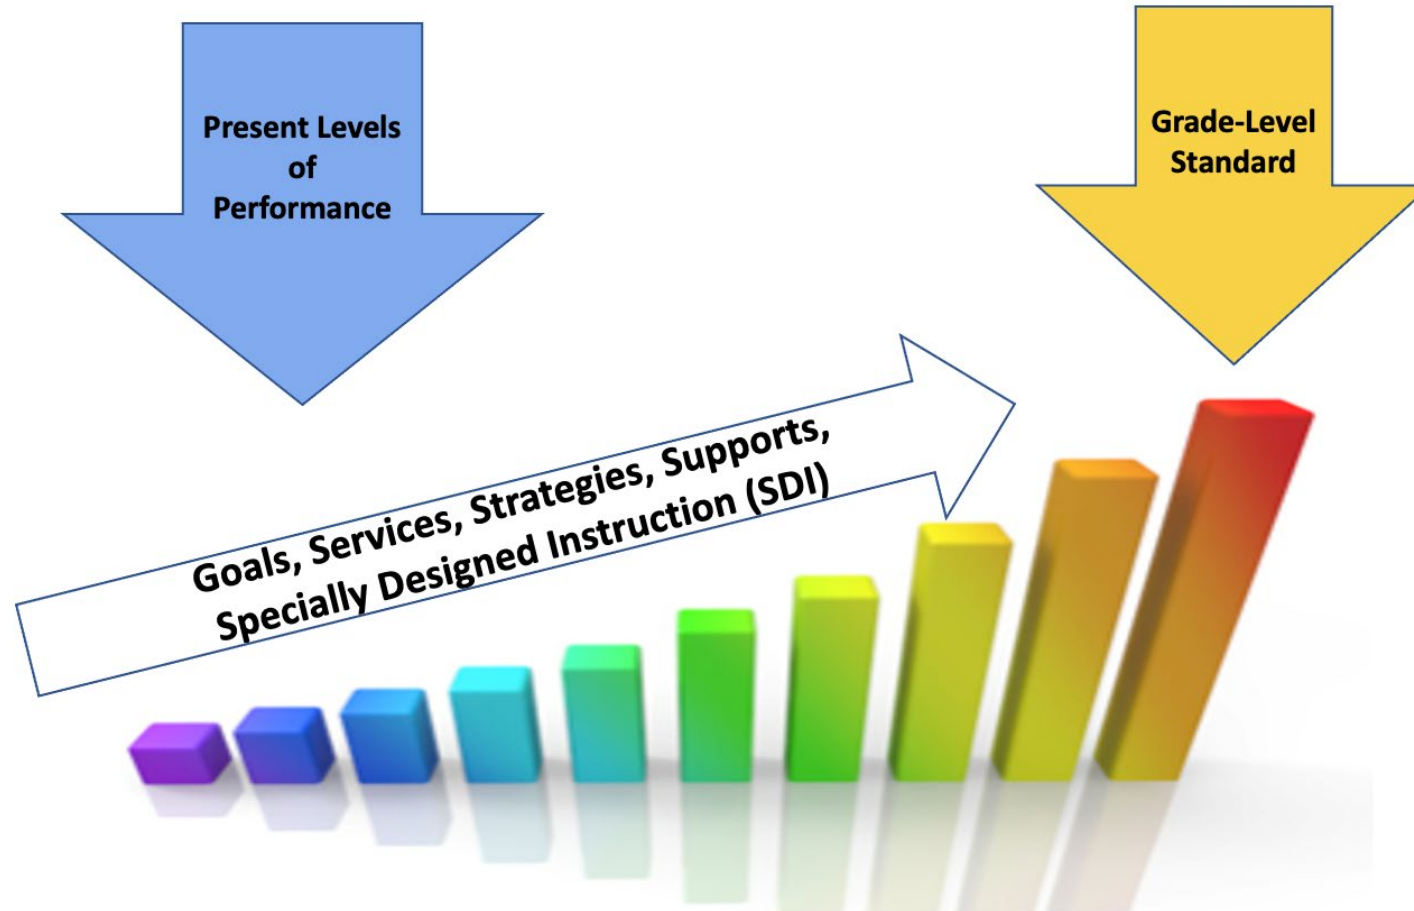 Present Levels
of
Performance
Grade-Level
Standard
Goals, Services, Strategies, Supports,
Specially Designed Instruction (SDI)